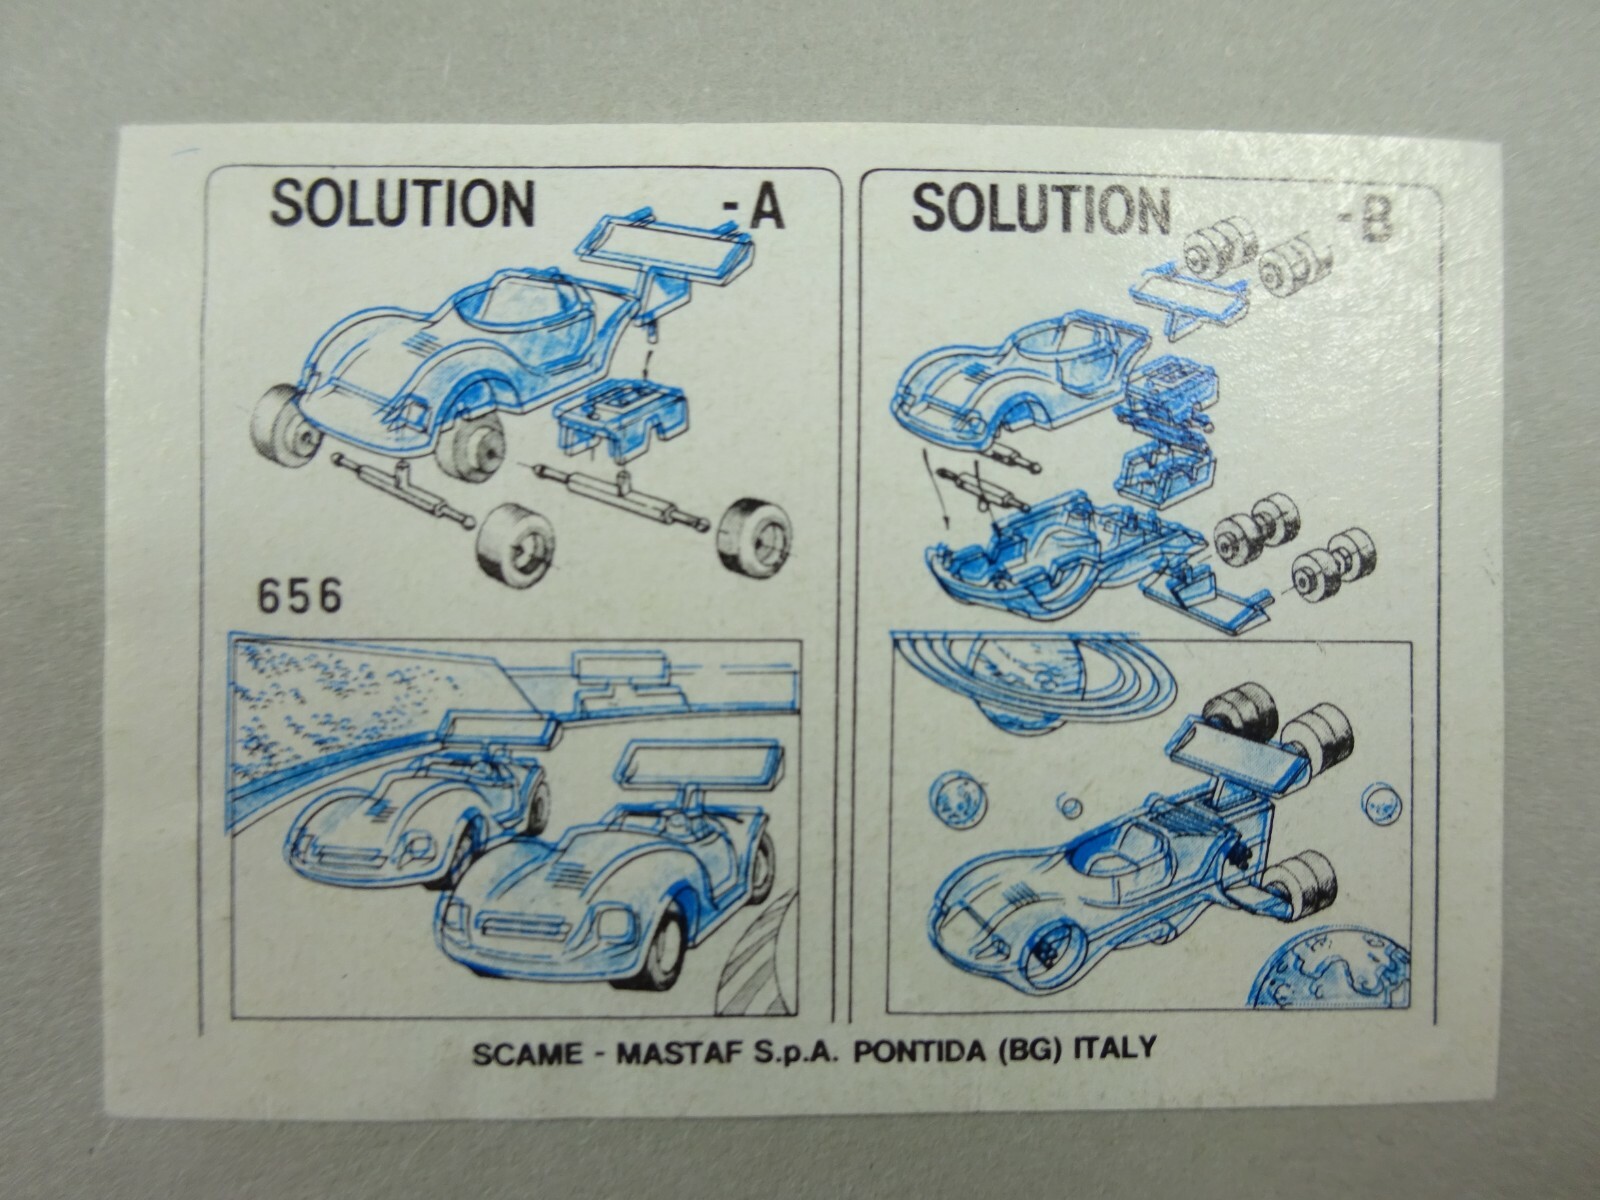 SOLUTION -A
SOLUTION -B
656
SCAME - MASTAF S.p.A. PONTIDA (BG) ITALY